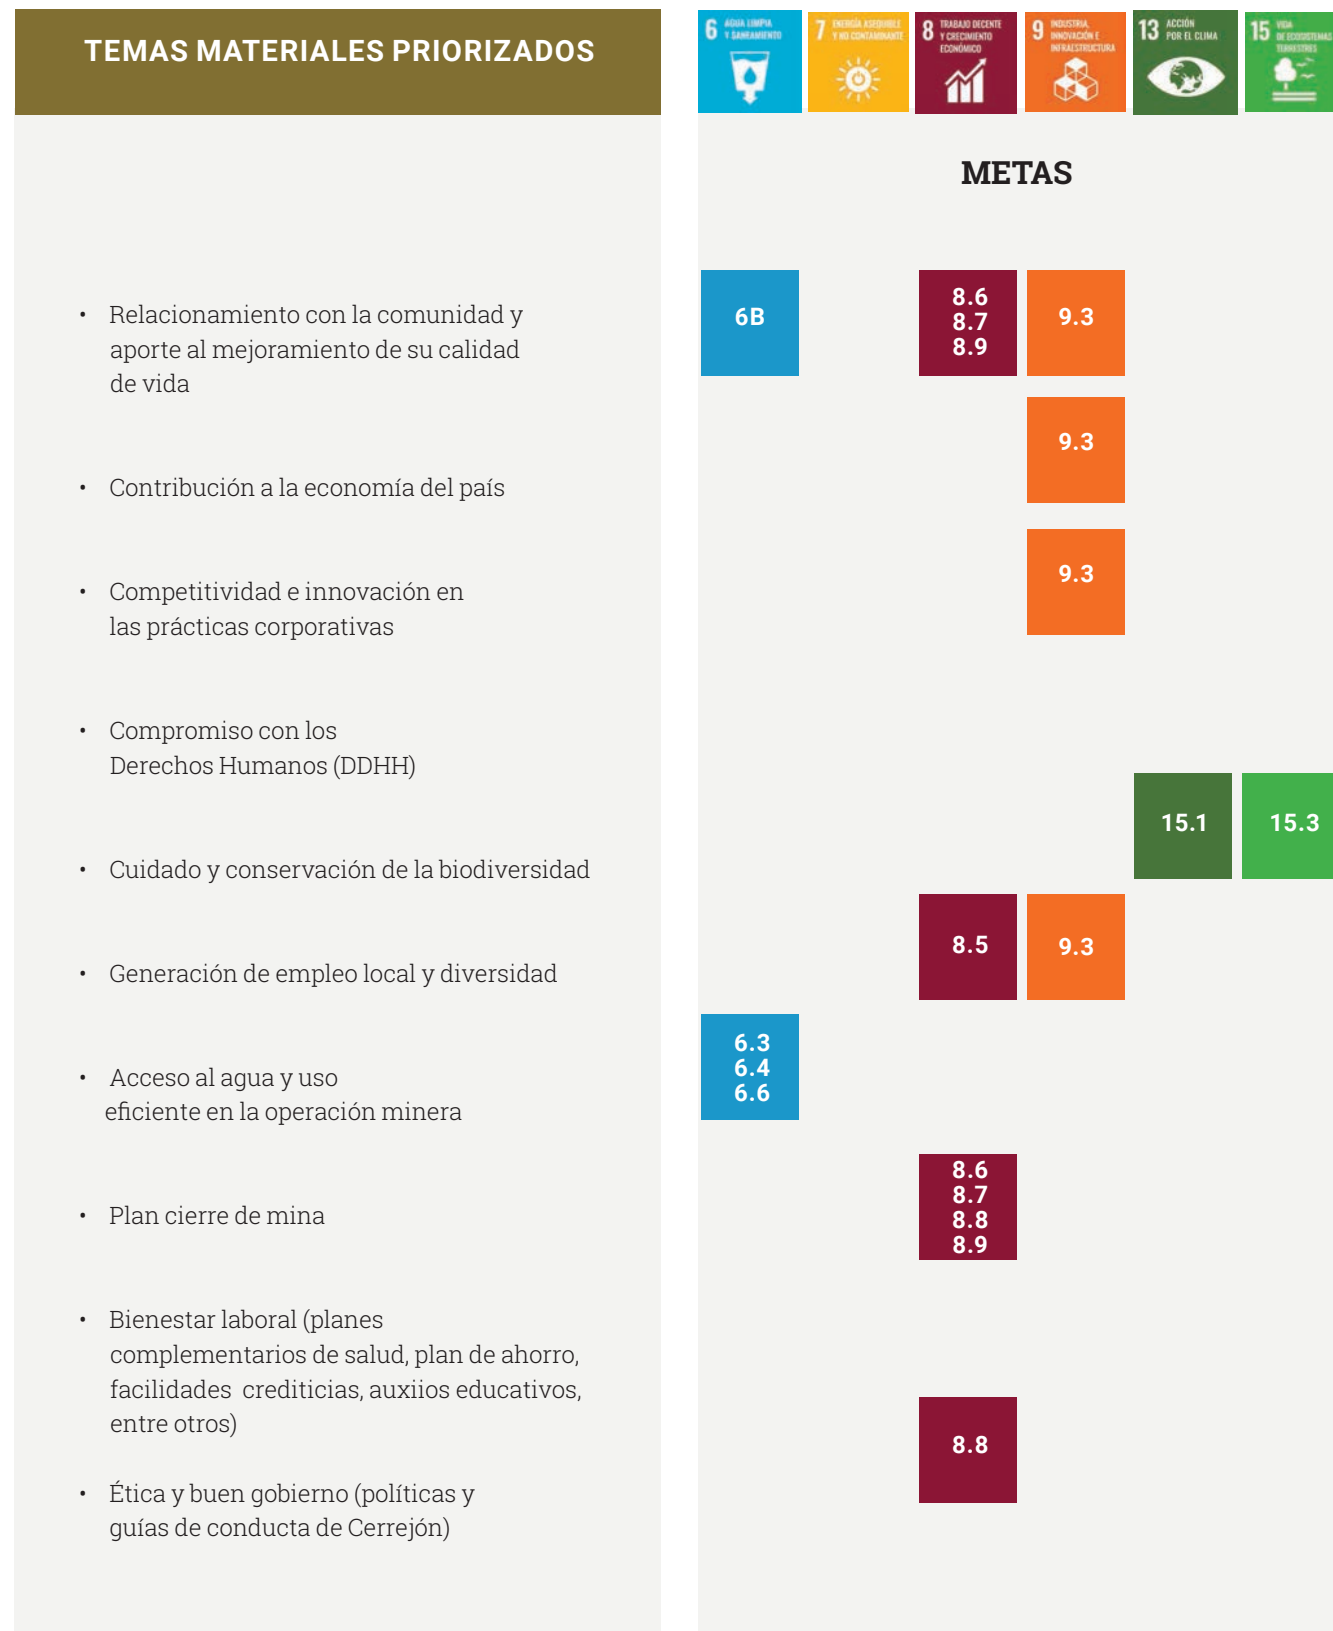 TEMAS MATERIALES PRIORIZADOS
6 AGUA LIMPIA
Y SANEAMIENTO
7 ENERGÍA ASEQUIBLE
Y NO CONTAMINANTE
8 TRABAJO DECENTE
Y CRECIMIENTO
ECONÓMICO
9 INDUSTRIA,
INNOVACIÓN E
INFRAESTRUCTURA
13 ACCIÓN
POR EL CLIMA
15 VIDA
DE ECOSISTEMAS
TERRESTRES
METAS
• Relacionamiento con la comunidad y
aporte al mejoramiento de su calidad
de vida
6B
8.6
8.7
8.9
9.3
• Contribución a la economía del país
9.3
• Competitividad e innovación en
las prácticas corporativas
9.3
• Compromiso con los
Derechos Humanos (DDHH)
• Cuidado y conservación de la biodiversidad
15.1
15.3
• Generación de empleo local y diversidad
8.5
9.3
• Acceso al agua y uso
eficiente en la operación minera
6.3
6.4
6.6
• Plan cierre de mina
8.6
8.7
8.8
8.9
• Bienestar laboral (planes
complementarios de salud, plan de ahorro,
facilidades crediticias, auxiios educativos,
entre otros)
8.8
• Ética y buen gobierno (políticas y
guías de conducta de Cerrejón)